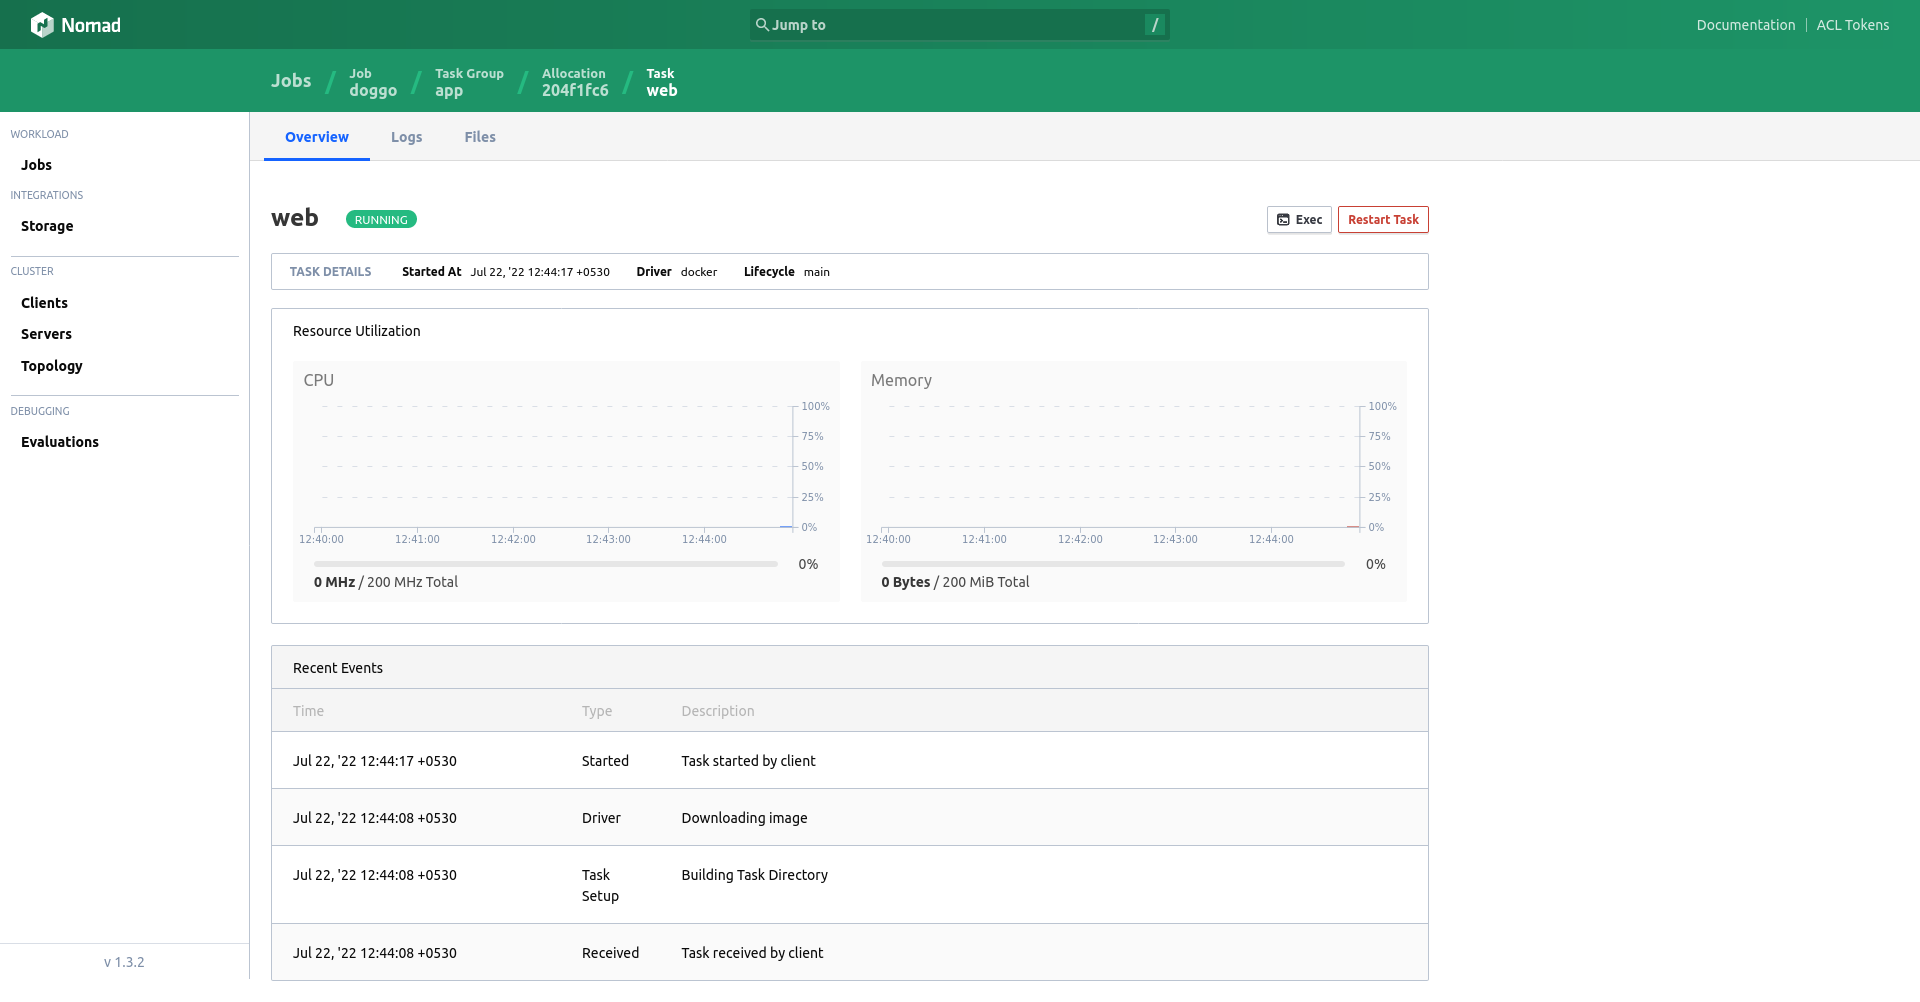 Nomad
Jump to /
Documentation | ACL Tokens
Jobs / Job doggo / Task Group app / Allocation 204f1fc6 / Task web
WORKLOAD
Jobs
INTEGRATIONS
Storage
CLUSTER
Clients
Servers
Topology
DEBUGGING
Evaluations
v 1.3.2
Overview Logs Files
web RUNNING Exec Restart Task
TASK DETAILS Started At Jul 22, '22 12:44:17 +0530 Driver docker Lifecycle main
Resource Utilization
CPU
100%
75%
50%
25%
0%
12:40:00 12:41:00 12:42:00 12:43:00 12:44:00
0%
0 MHz / 200 MHz Total
Memory
100%
75%
50%
25%
0%
12:40:00 12:41:00 12:42:00 12:43:00 12:44:00
0%
0 Bytes / 200 MiB Total
Recent Events
Time Type Description
Jul 22, '22 12:44:17 +0530 Started Task started by client
Jul 22, '22 12:44:08 +0530 Driver Downloading image
Jul 22, '22 12:44:08 +0530 Task Setup Building Task Directory
Jul 22, '22 12:44:08 +0530 Received Task received by client